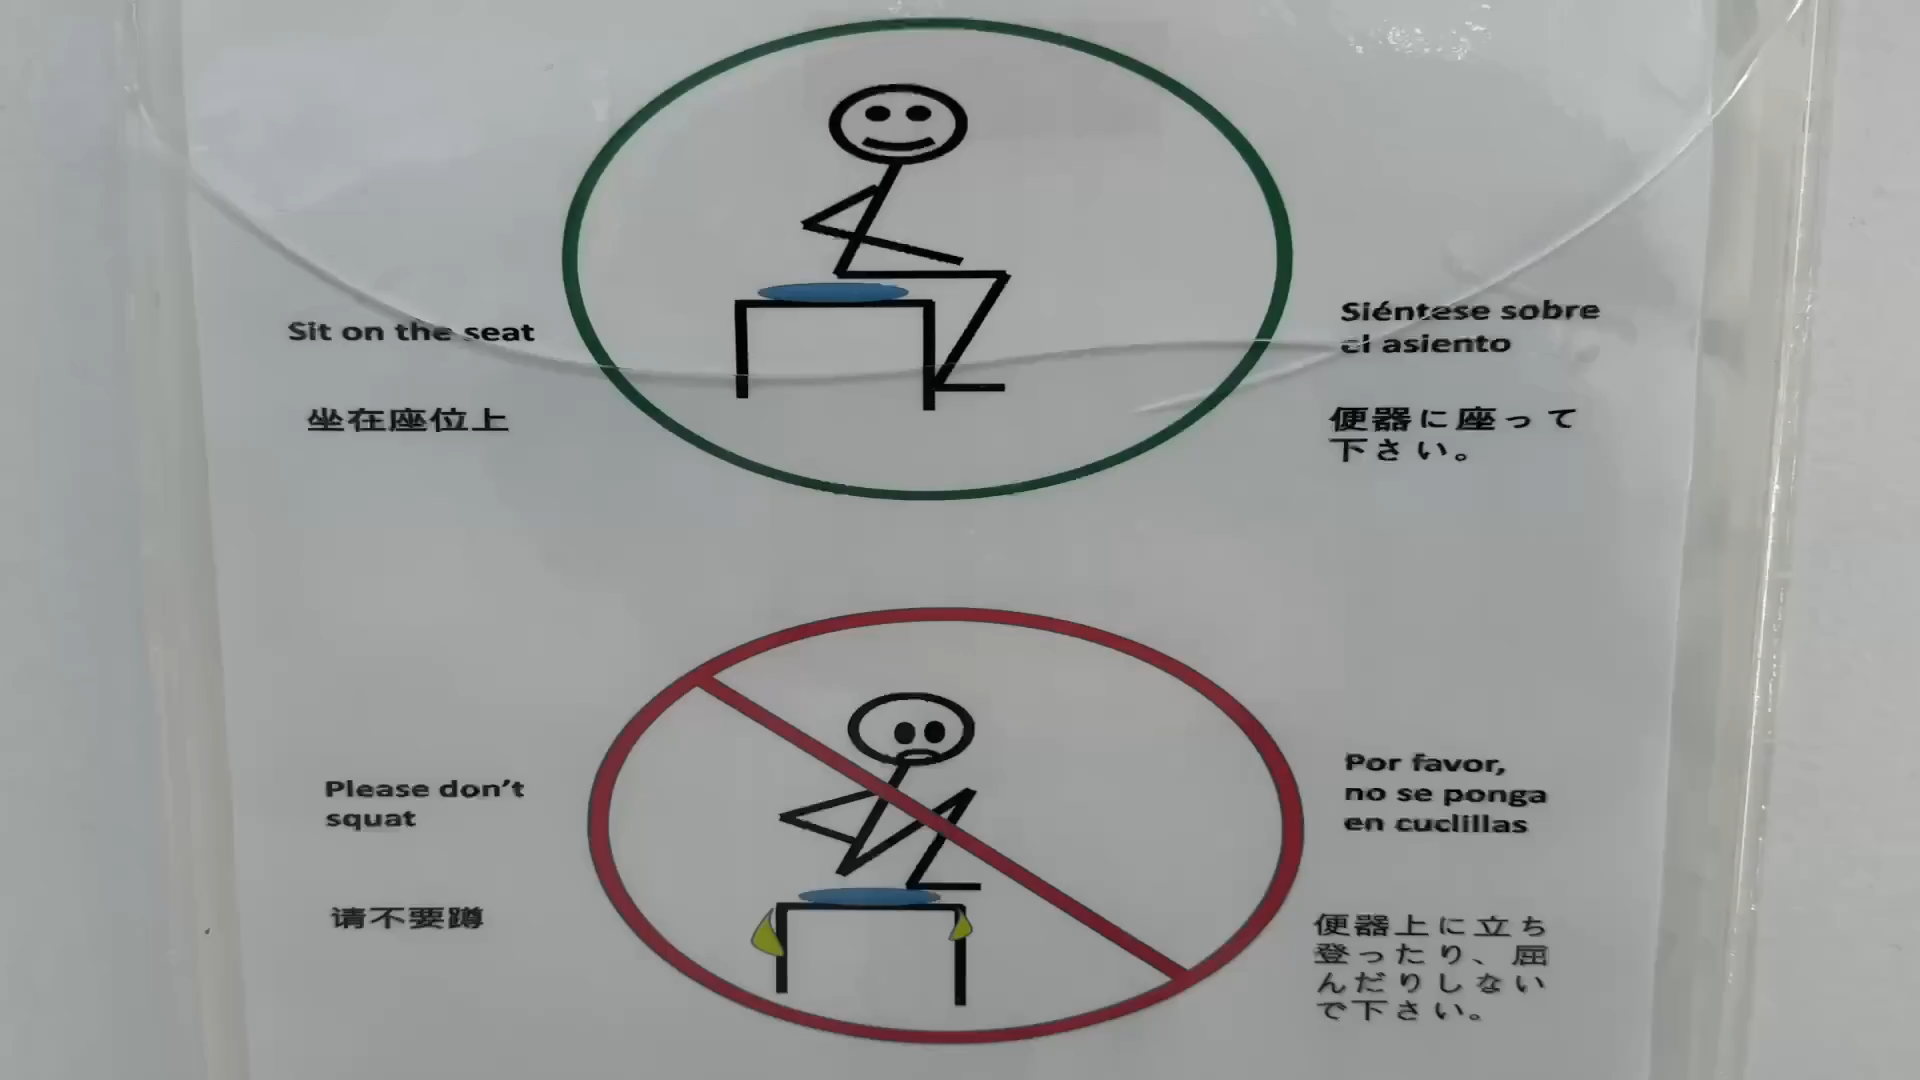 Sit on the seat
坐在座位上
Siéntese sobre
el asiento
便器に座って
下さい。
Please don't
squat
请不要蹲
Por favor,
no se ponga
en cuclillas
便器上に立ち
登ったり、屈
んだりしない
で下さい。